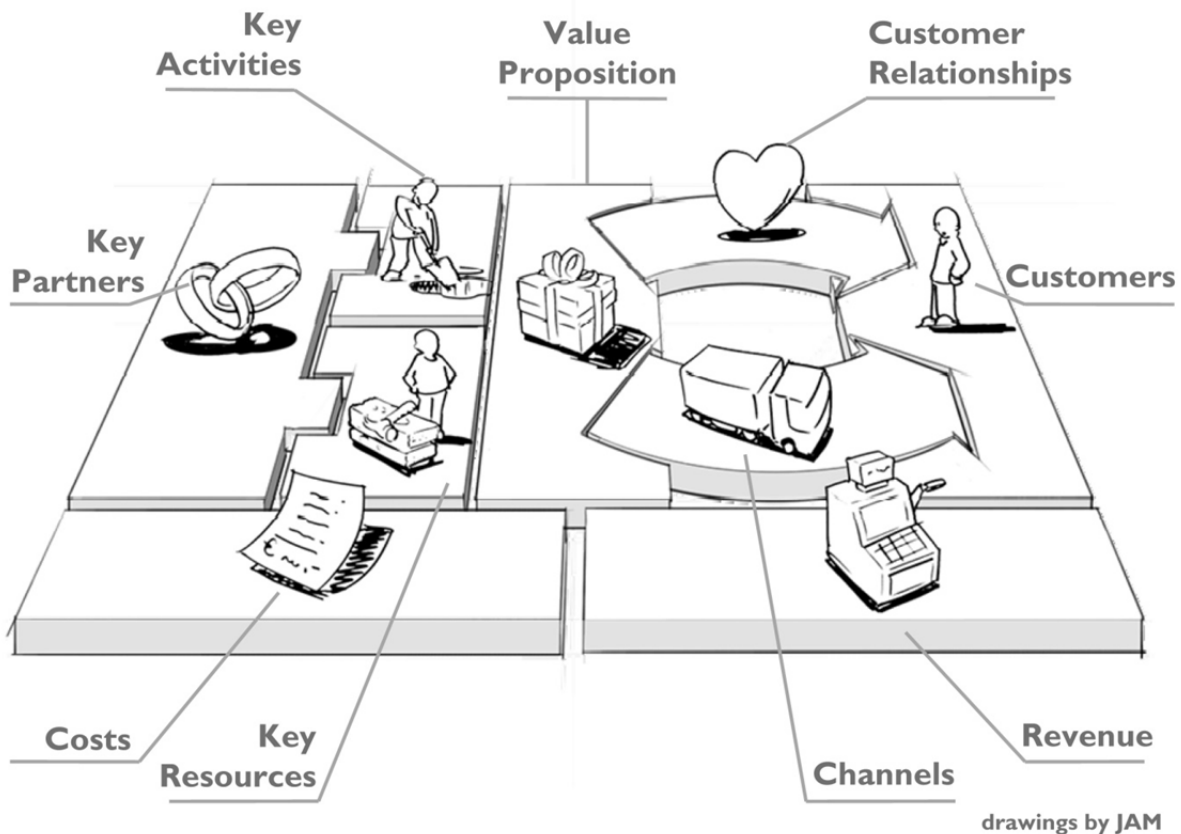 Key
Activities
Value
Proposition
Customer
Relationships
Key
Partners
Customers
Costs
Key
Resources
Channels
Revenue
drawings by JAM